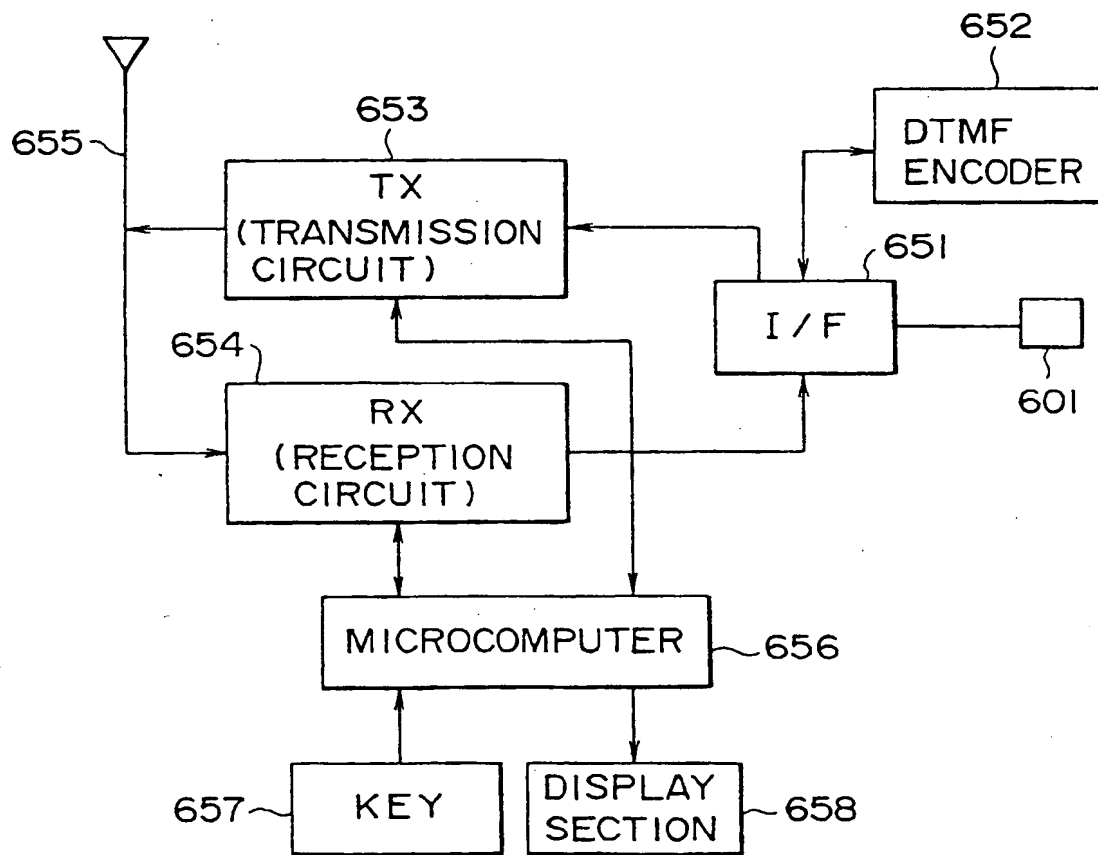 652
DTMF
ENCODER
653
655
TX
(TRANSMISSION
CIRCUIT)
651
I/F
601
654
RX
(RECEPTION
CIRCUIT)
MICROCOMPUTER
656
KEY
657
DISPLAY
SECTION
658